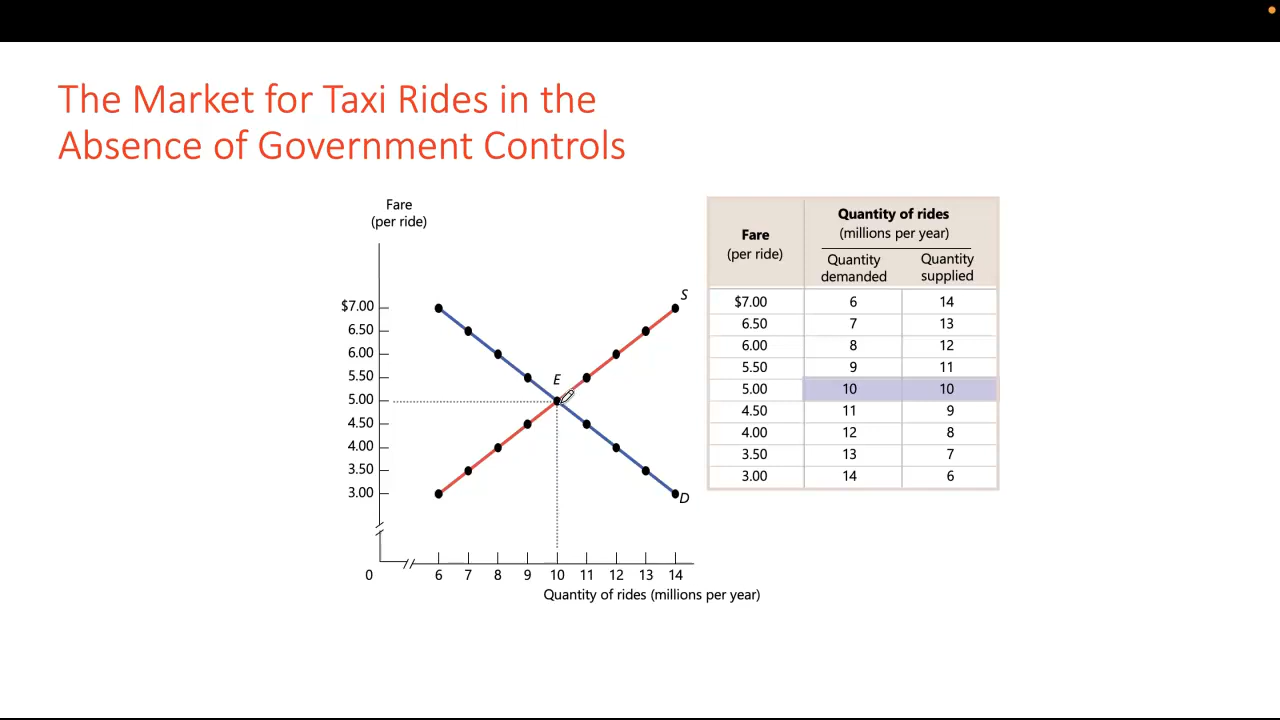 The Market for Taxi Rides in the
Absence of Government Controls
Fare
(per ride)
$7.00
6.50
6.00
5.50
5.00
4.50
4.00
3.50
3.00
0
6 7 8 9 10 11 12 13 14
Quantity of rides (millions per year)
S
E
D
Fare
(per ride)
Quantity of rides
(millions per year)
Quantity
demanded
Quantity
supplied
$7.00 6 14
6.50 7 13
6.00 8 12
5.50 9 11
5.00 10 10
4.50 11 9
4.00 12 8
3.50 13 7
3.00 14 6